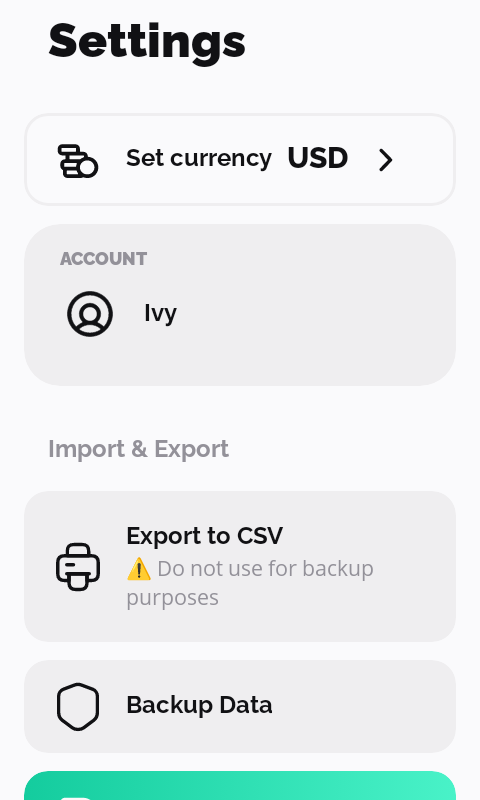 Settings
Set currency USD
ACCOUNT
Ivy
Import & Export
Export to CSV
⚠️ Do not use for backup
purposes
Backup Data